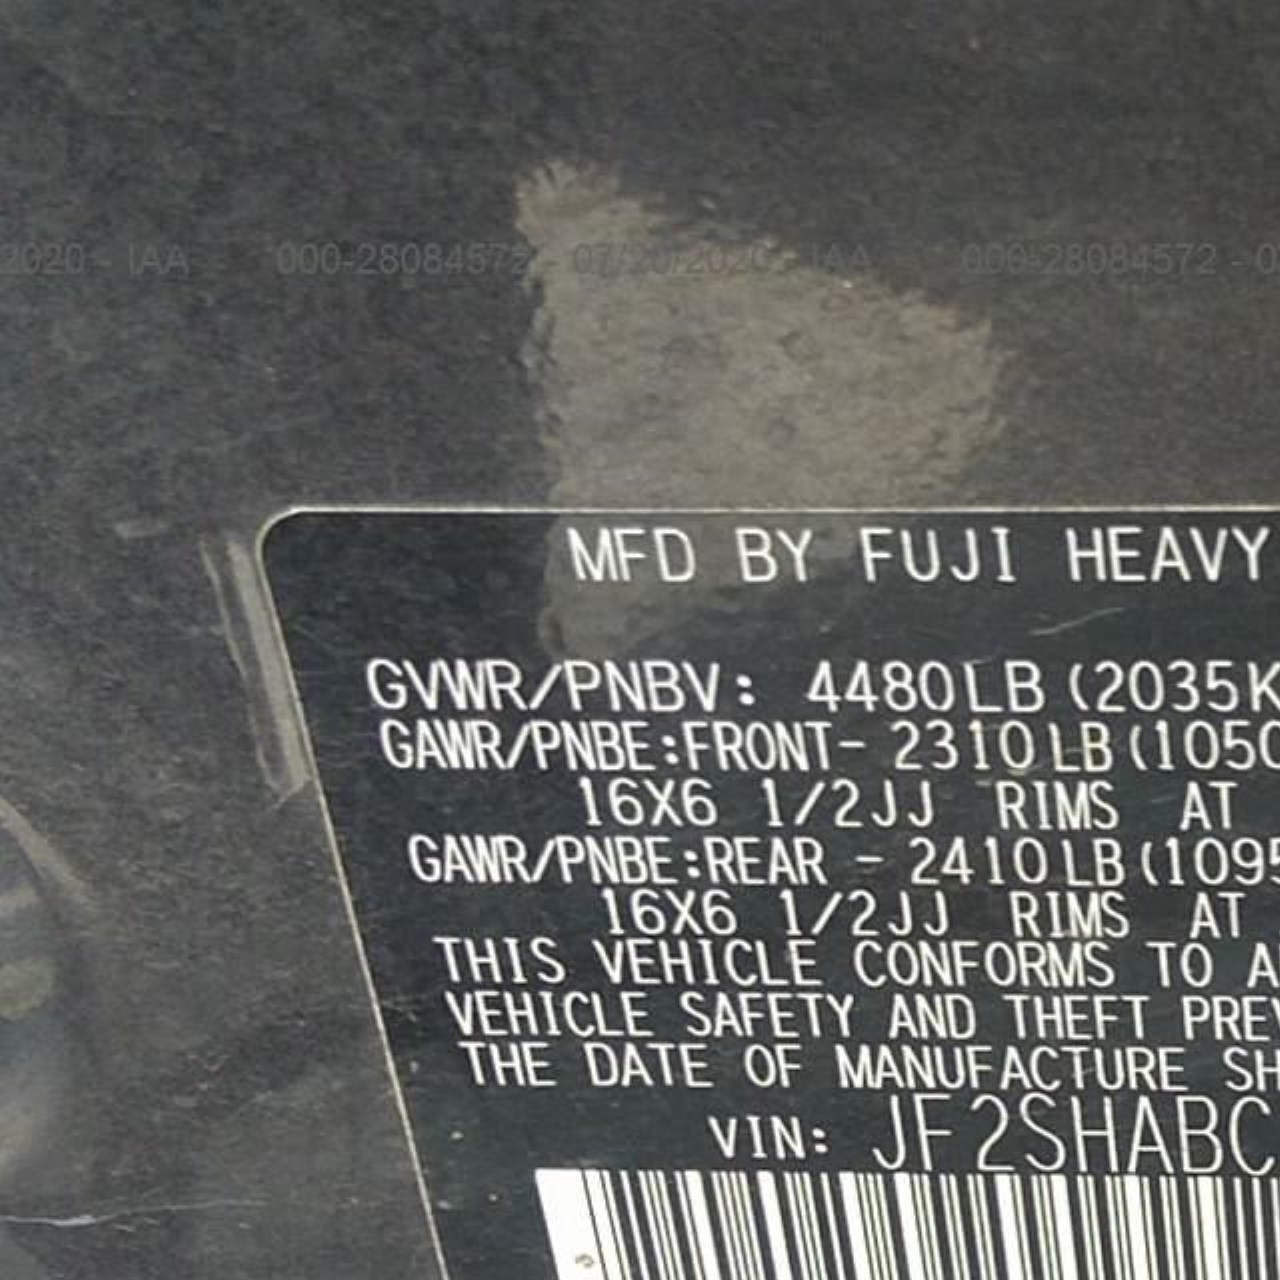 2020 - IAA 000-28084572 - 07/20/2020 - IAA 000-28084572 - 0
MFD BY FUJI HEAVY
GVWR/PNBV: 4480LB (2035K
GAWR/PNBE:FRONT- 2310LB (1050
16X6 1/2JJ RIMS AT
GAWR/PNBE:REAR - 2410LB (1095
16X6 1/2JJ RIMS AT
THIS VEHICLE CONFORMS TO A
VEHICLE SAFETY AND THEFT PREV
THE DATE OF MANUFACTURE SH
VIN: JF2SHABC